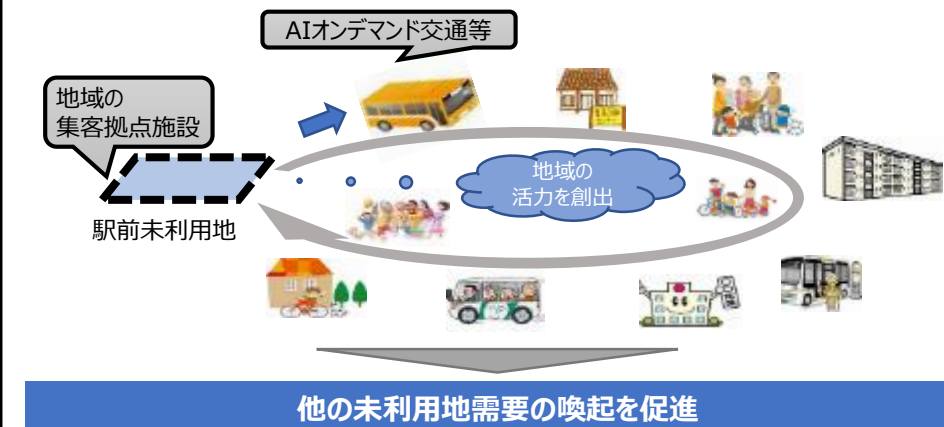 AIオンデマンド交通等
地域の
集客拠点施設
地域の
活力を創出
駅前未利用地
他の未利用地需要の喚起を促進